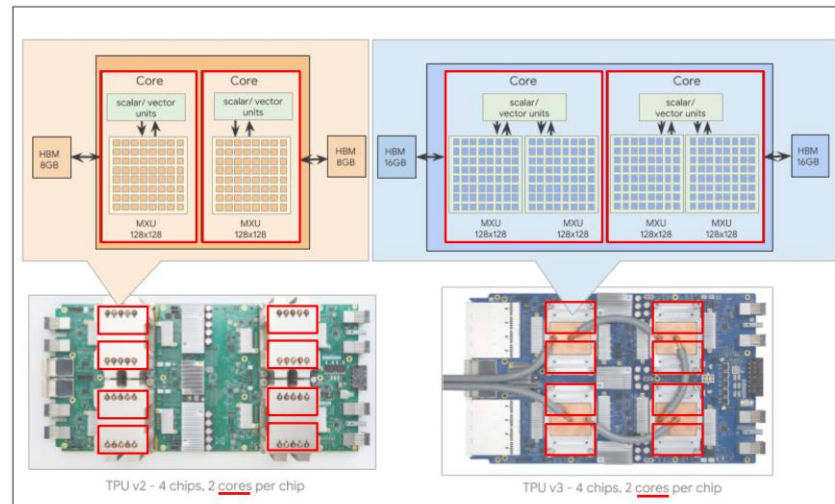 Core
Core
scalar/ vector
units
scalar/ vector
units
HBM
8GB
HBM
8GB
MXU
128x128
MXU
128x128
Core
Core
scalar/
vector units
scalar/
vector units
HBM
16GB
HBM
16GB
MXU
128x128
MXU
128x128
MXU
128x128
MXU
128x128
TPU v2 - 4 chips, 2 cores per chip
TPU v3 - 4 chips, 2 cores per chip